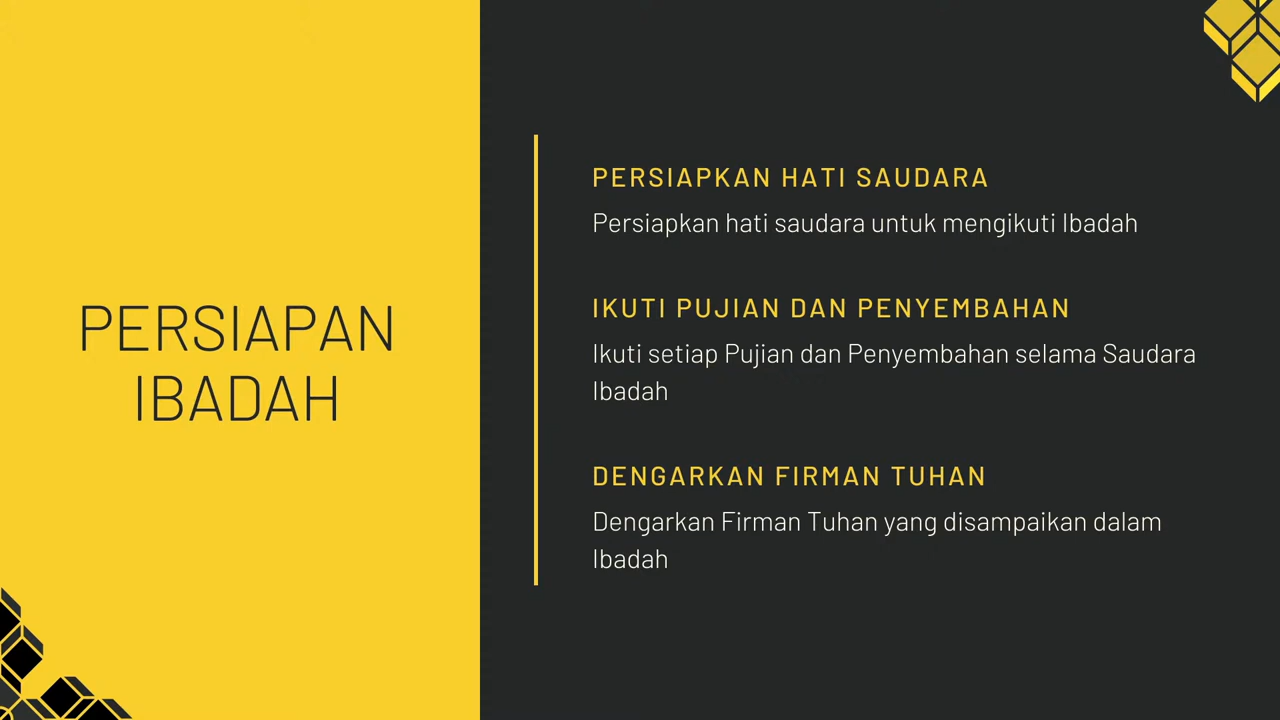 PERSIAPAN
IBADAH
PERSIAPKAN HATI SAUDARA
Persiapkan hati saudara untuk mengikuti Ibadah
IKUTI PUJIAN DAN PENYEMBAHAN
Ikuti setiap Pujian dan Penyembahan selama Saudara
Ibadah
DENGARKAN FIRMAN TUHAN
Dengarkan Firman Tuhan yang disampaikan dalam
Ibadah